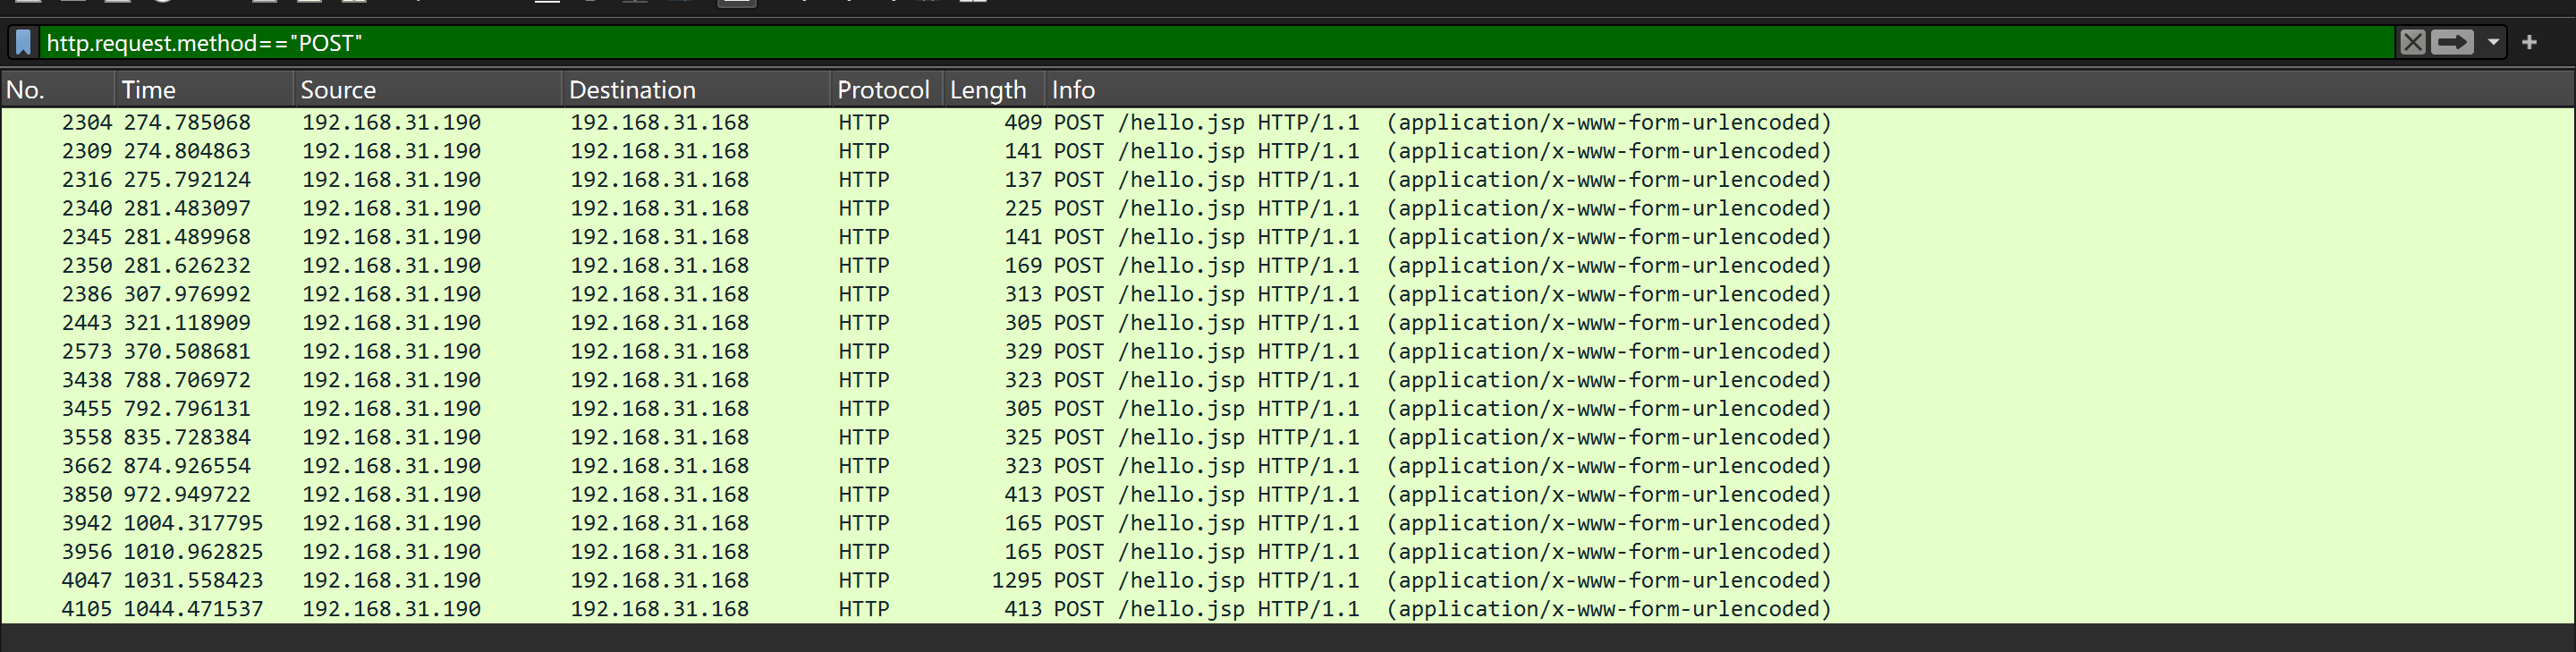 http.request.method=="POST"
No. Time Source Destination Protocol Length Info
2304 274.785068 192.168.31.190 192.168.31.168 HTTP 409 POST /hello.jsp HTTP/1.1 (application/x-www-form-urlencoded)
2309 274.804863 192.168.31.190 192.168.31.168 HTTP 141 POST /hello.jsp HTTP/1.1 (application/x-www-form-urlencoded)
2316 275.792124 192.168.31.190 192.168.31.168 HTTP 137 POST /hello.jsp HTTP/1.1 (application/x-www-form-urlencoded)
2340 281.483097 192.168.31.190 192.168.31.168 HTTP 225 POST /hello.jsp HTTP/1.1 (application/x-www-form-urlencoded)
2345 281.489968 192.168.31.190 192.168.31.168 HTTP 141 POST /hello.jsp HTTP/1.1 (application/x-www-form-urlencoded)
2350 281.626232 192.168.31.190 192.168.31.168 HTTP 169 POST /hello.jsp HTTP/1.1 (application/x-www-form-urlencoded)
2386 307.976992 192.168.31.190 192.168.31.168 HTTP 313 POST /hello.jsp HTTP/1.1 (application/x-www-form-urlencoded)
2443 321.118909 192.168.31.190 192.168.31.168 HTTP 305 POST /hello.jsp HTTP/1.1 (application/x-www-form-urlencoded)
2573 370.508681 192.168.31.190 192.168.31.168 HTTP 329 POST /hello.jsp HTTP/1.1 (application/x-www-form-urlencoded)
3438 788.706972 192.168.31.190 192.168.31.168 HTTP 323 POST /hello.jsp HTTP/1.1 (application/x-www-form-urlencoded)
3455 792.796131 192.168.31.190 192.168.31.168 HTTP 305 POST /hello.jsp HTTP/1.1 (application/x-www-form-urlencoded)
3558 835.728384 192.168.31.190 192.168.31.168 HTTP 325 POST /hello.jsp HTTP/1.1 (application/x-www-form-urlencoded)
3662 874.926554 192.168.31.190 192.168.31.168 HTTP 323 POST /hello.jsp HTTP/1.1 (application/x-www-form-urlencoded)
3850 972.949722 192.168.31.190 192.168.31.168 HTTP 413 POST /hello.jsp HTTP/1.1 (application/x-www-form-urlencoded)
3942 1004.317795 192.168.31.190 192.168.31.168 HTTP 165 POST /hello.jsp HTTP/1.1 (application/x-www-form-urlencoded)
3956 1010.962825 192.168.31.190 192.168.31.168 HTTP 165 POST /hello.jsp HTTP/1.1 (application/x-www-form-urlencoded)
4047 1031.558423 192.168.31.190 192.168.31.168 HTTP 1295 POST /hello.jsp HTTP/1.1 (application/x-www-form-urlencoded)
4105 1044.471537 192.168.31.190 192.168.31.168 HTTP 413 POST /hello.jsp HTTP/1.1 (application/x-www-form-urlencoded)